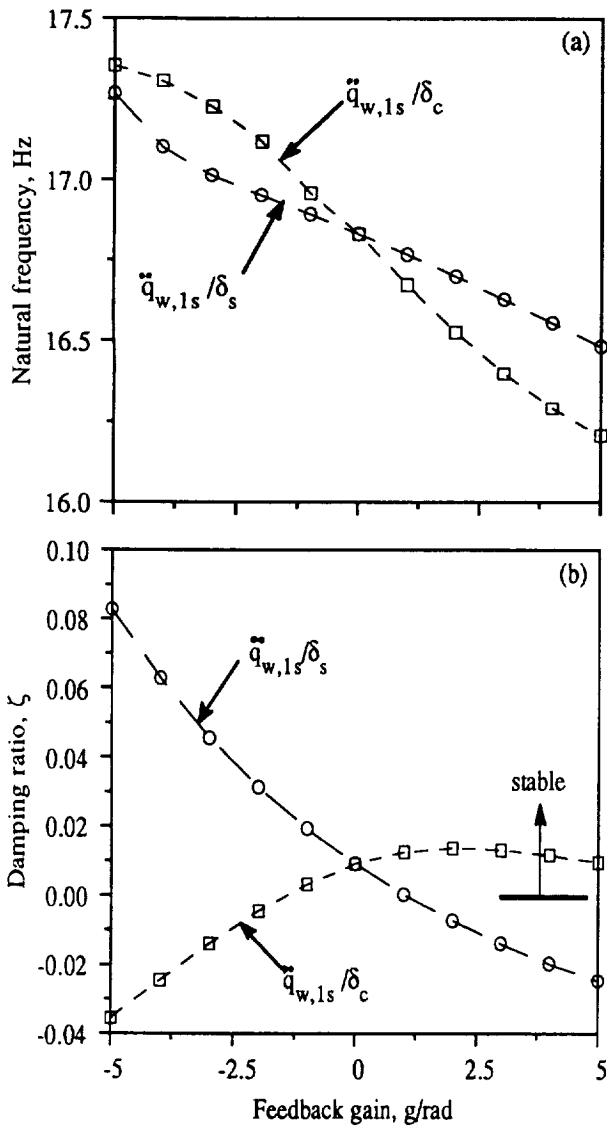 (a)
Natural frequency, Hz
17.5
17.0
16.5
16.0
q̈w,1s/δc
q̈w,1s/δs
(b)
Damping ratio, ζ
0.10
0.08
0.06
0.04
0.02
0.00
-0.02
-0.04
q̈w,1s/δs
stable
q̈w,1s/δc
-5
-2.5
0
2.5
5
Feedback gain, g/rad